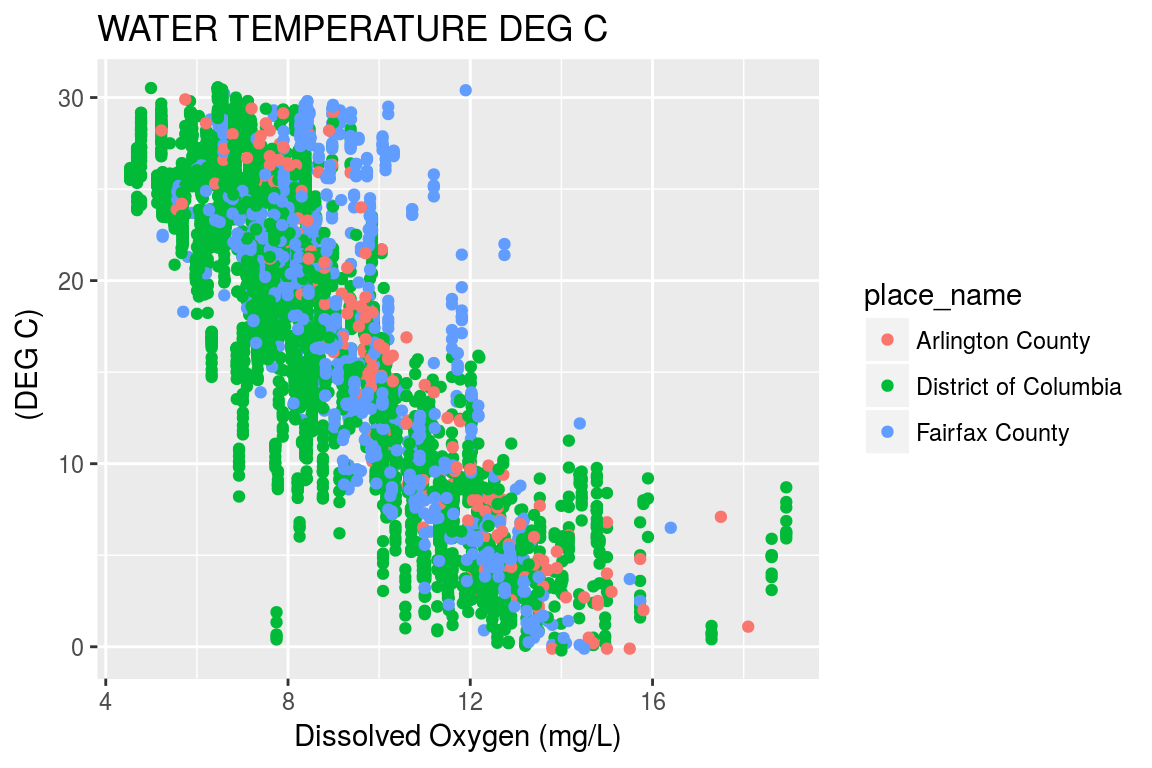 WATER TEMPERATURE DEG C
(DEG C)
30
20
10
0
4 8 12 16
Dissolved Oxygen (mg/L)
place_name
Arlington County
District of Columbia
Fairfax County